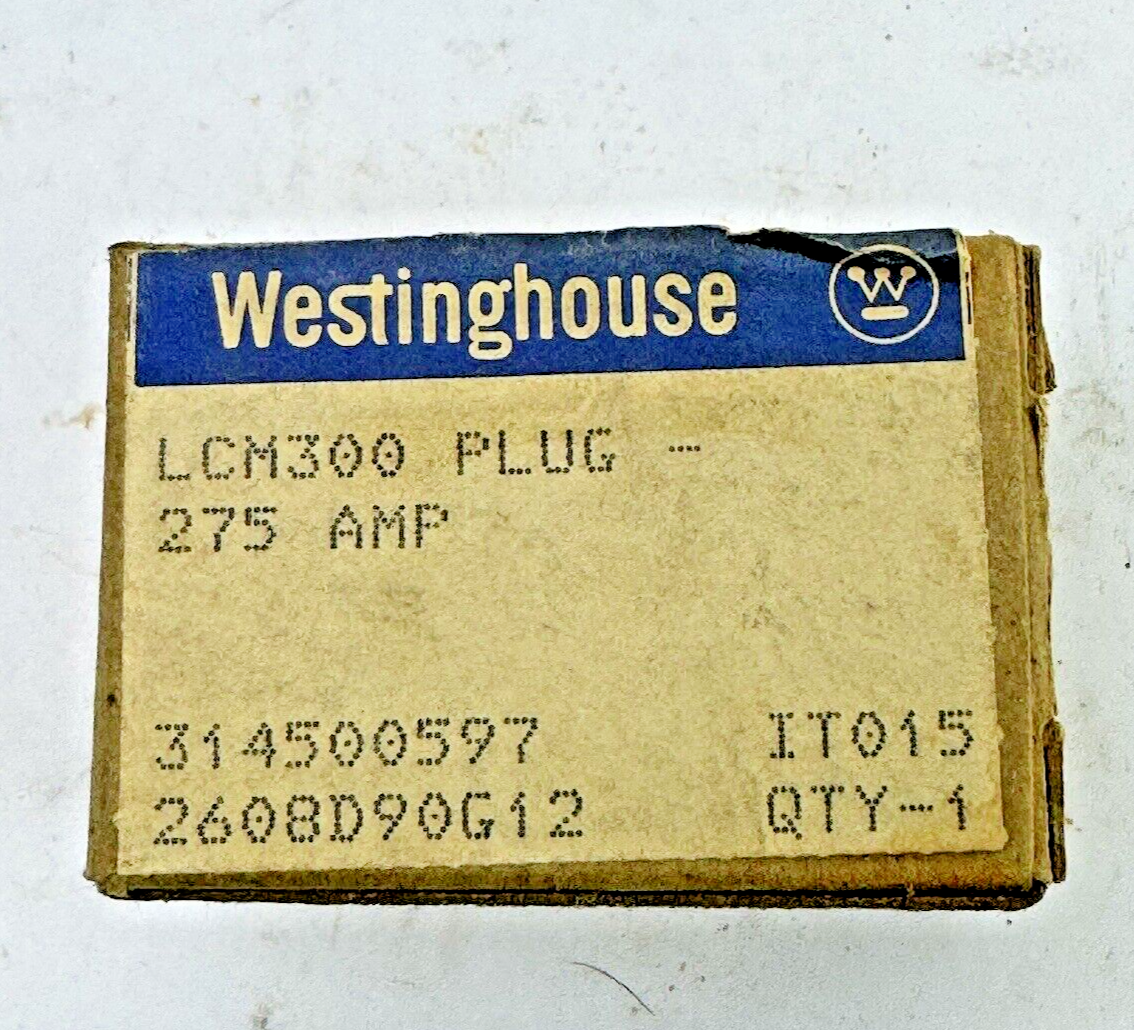 Westinghouse W
LCM300 PLUG -
275 AMP
314500597 IT015
2608D90G12 QTY-1